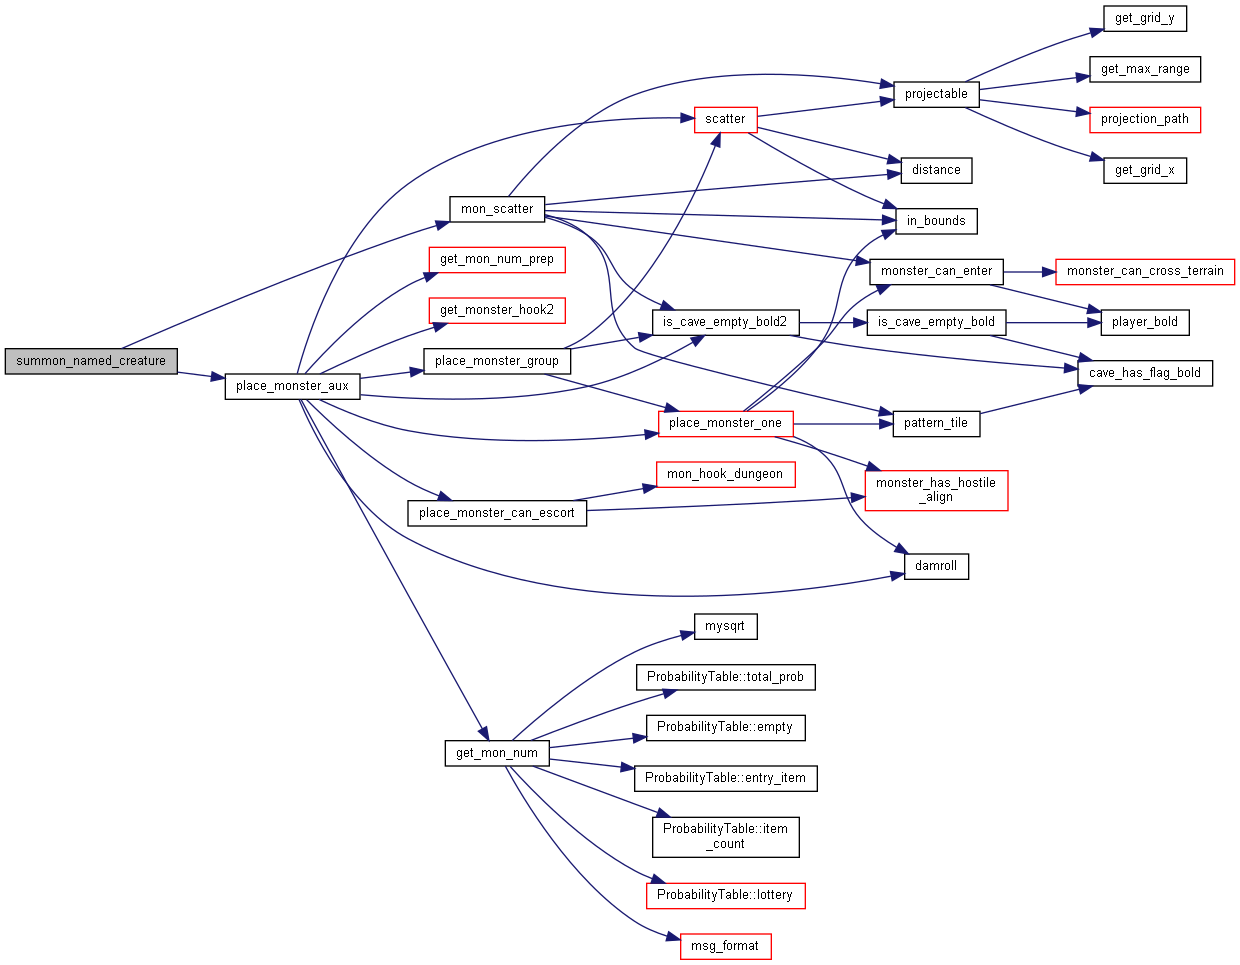 get_grid_y
get_max_range
projectable
projection_path
scatter
distance
get_grid_x
mon_scatter
in_bounds
get_mon_num_prep
monster_can_enter
monster_can_cross_terrain
get_monster_hook2
is_cave_empty_bold2
is_cave_empty_bold
player_bold
summon_named_creature
place_monster_group
place_monster_aux
cave_has_flag_bold
place_monster_one
pattern_tile
mon_hook_dungeon
monster_has_hostile
_align
place_monster_can_escort
damroll
mysqrt
ProbabilityTable::total_prob
ProbabilityTable::empty
get_mon_num
ProbabilityTable::entry_item
ProbabilityTable::item
_count
ProbabilityTable::lottery
msg_format